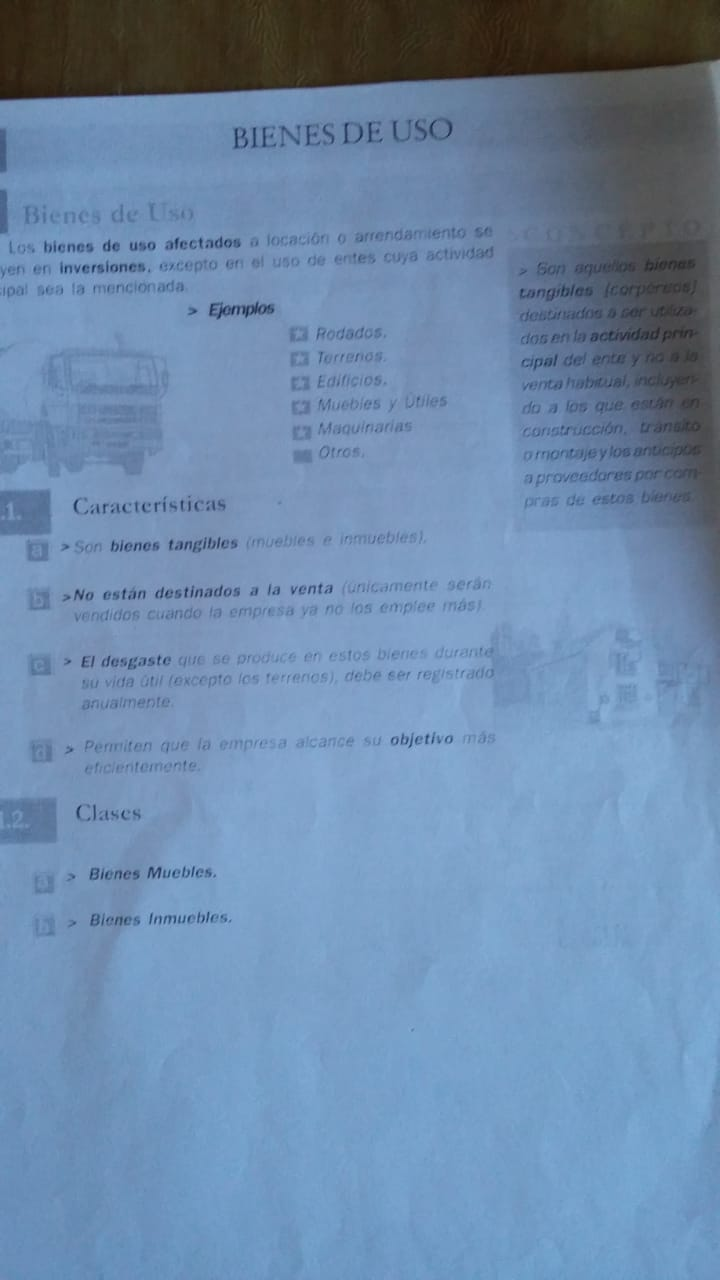 BIENES DE USO
Bienes de Uso
Los bienes de uso afectados a locación o arrendamiento se
yen en inversiones, excepto en el uso de entes cuya actividad
ipal sea la mencionada.
> Ejemplos
Rodados.
Terrenos.
Edificios.
Muebles y Utiles
Maquinarias
Otros.
CONCEPTO
> Son aquellos bienes
tangibles (corpóreos)
destinados a ser utiliza-
dos en la actividad prin-
cipal del ente y no a la
venta habitual, incluyen-
do a los que están en
construcción, tránsito
o montaje y los anticipos
a proveedores por com-
pras de estos bienes.
.1. Características
a > Son bienes tangibles (muebles e inmuebles).
b >No están destinados a la venta (únicamente serán
vendidos cuando la empresa ya no los emplee más).
c > El desgaste que se produce en estos bienes durante
su vida útil (excepto los terrenos), debe ser registrado
anualmente.
d > Permiten que la empresa alcance su objetivo más
eficientemente.
1.2. Clases
a > Bienes Muebles.
b > Bienes Inmuebles.